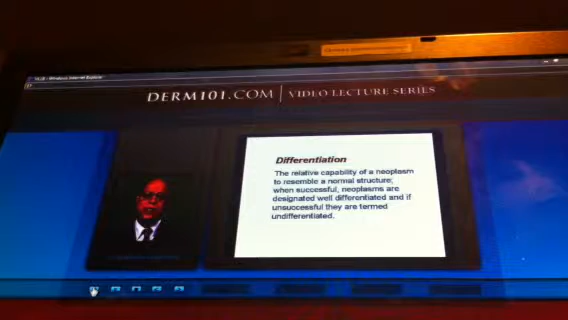 DERM101.COM | VIDEO LECTURE SERIES
Differentiation
The relative capability of a neoplasm
to resemble a normal structure;
when successful, neoplasms are
designated well differentiated and if
unsuccessful they are termed
undifferentiated.